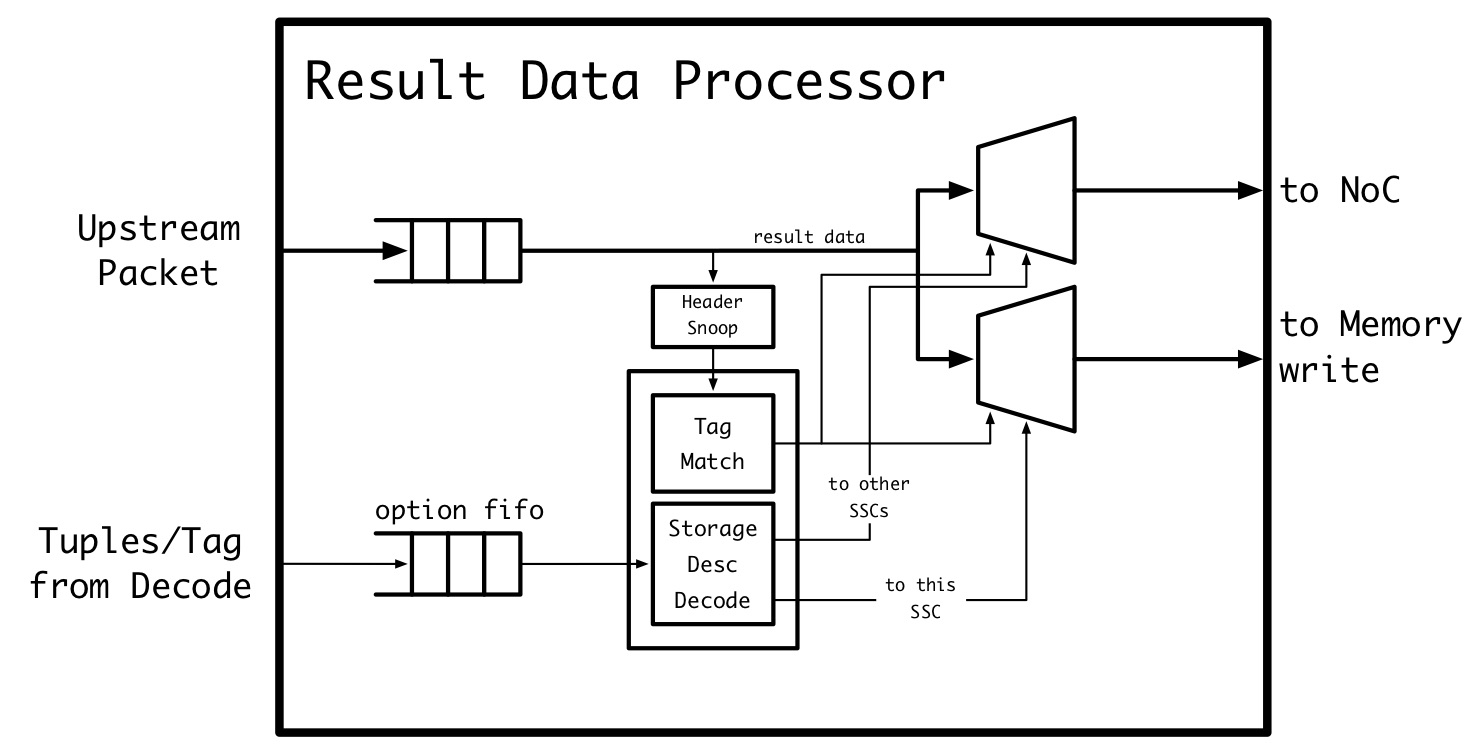 Result Data Processor
Upstream
Packet
result data
to NoC
Header
Snoop
to Memory
write
Tag
Match
to other
SSCs
option fifo
Tuples/Tag
from Decode
Storage
Desc
Decode
to this
SSC